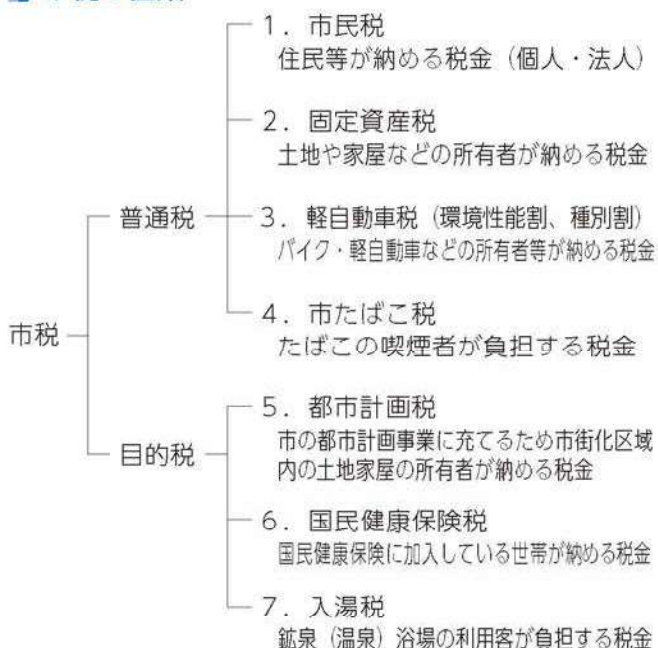 1．市民税
住民等が納める税金（個人・法人）
2．固定資産税
土地や家屋などの所有者が納める税金
普通税
3．軽自動車税（環境性能割、種別割）
バイク・軽自動車などの所有者等が納める税金
4．市たばこ税
たばこの喫煙者が負担する税金
市税
5．都市計画税
市の都市計画事業に充てるため市街化区域
内の土地家屋の所有者が納める税金
目的税
6．国民健康保険税
国民健康保険に加入している世帯が納める税金
7．入湯税
鉱泉（温泉）浴場の利用客が負担する税金